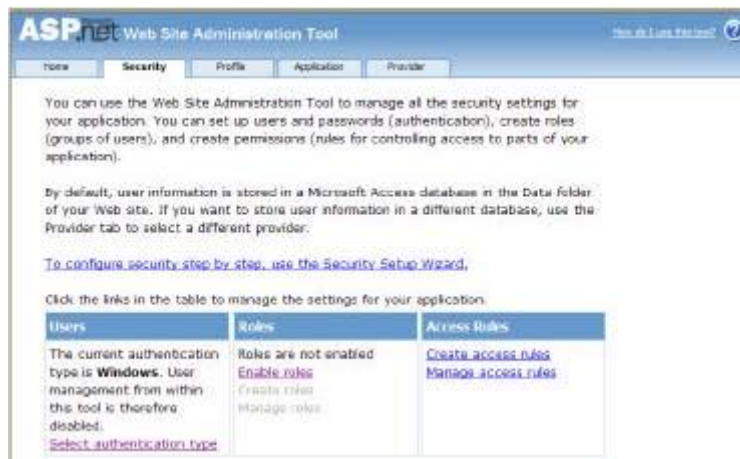 ASP.net Web Site Administration Tool
How do I use this tool? ?
Home Security Profile Application Provider
You can use the Web Site Administration Tool to manage all the security settings for
your application. You can set up users and passwords (authentication), create roles
(groups of users), and create permissions (rules for controlling access to parts of your
application).
By default, user information is stored in a Microsoft Access database in the Data folder
of your Web site. If you want to store user information in a different database, use the
Provider tab to select a different provider.
To configure security step by step, use the Security Setup Wizard.
Click the links in the table to manage the settings for your application.
Users
The current authentication
type is Windows. User
management from within
this tool is therefore
disabled.
Select authentication type
Roles
Roles are not enabled
Enable roles
Create roles
Manage roles
Access Rules
Create access rules
Manage access rules